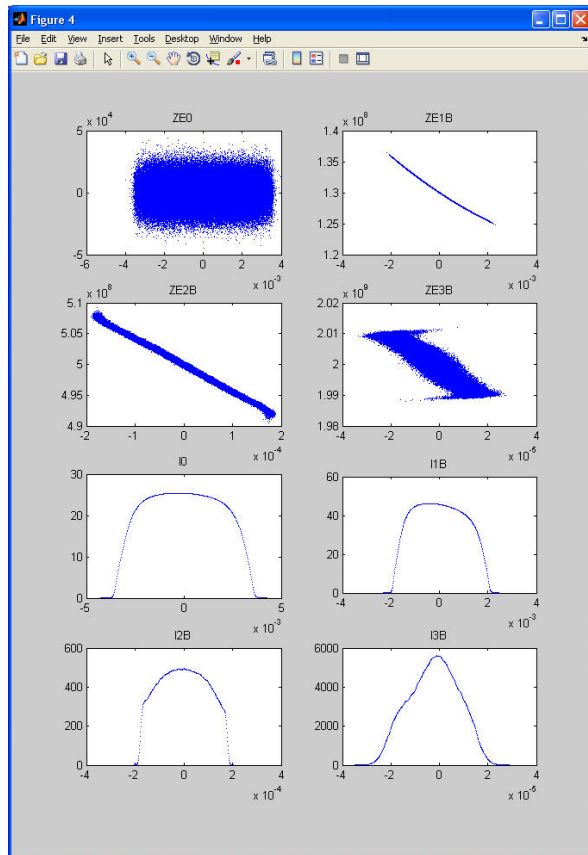 Figure 4
File Edit View Insert Tools Desktop Window Help
x 10^4 ZE0
5
0
-5
-6 -4 -2 0 2 4
x 10^-3
x 10^8 ZE1B
1.4
1.35
1.3
1.25
1.2
-4 -2 0 2 4
x 10^-3
x 10^8 ZE2B
5.1
5.05
5
4.95
4.9
-2 -1 0 1 2
x 10^-4
x 10^9 ZE3B
2.02
2.01
2
1.99
1.98
-4 -2 0 2 4
x 10^-5
I0
30
20
10
0
-5 0 5
x 10^-3
I1B
60
40
20
0
-4 -2 0 2 4
x 10^-3
I2B
600
400
200
0
-4 -2 0 2 4
x 10^-4
I3B
6000
4000
2000
0
-4 -2 0 2 4
x 10^-5